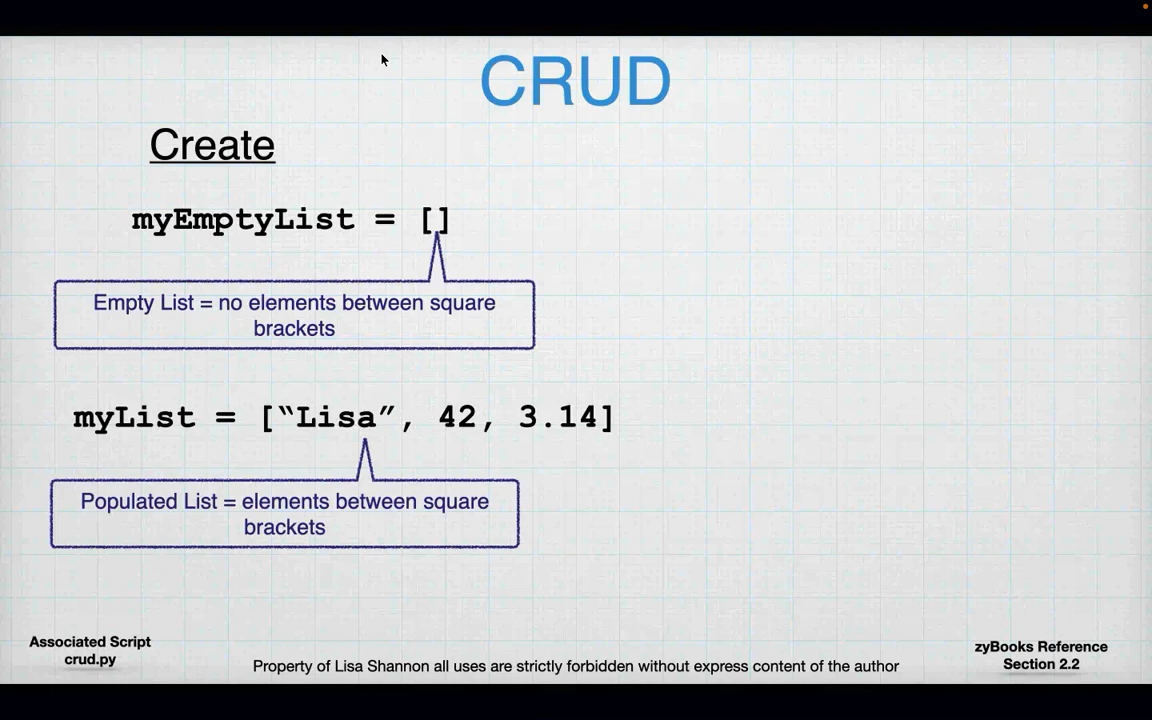 CRUD
Create
myEmptyList = []
Empty List = no elements between square
brackets
myList = [“Lisa”, 42, 3.14]
Populated List = elements between square
brackets
Associated Script
crud.py
Property of Lisa Shannon all uses are strictly forbidden without express content of the author
zyBooks Reference
Section 2.2